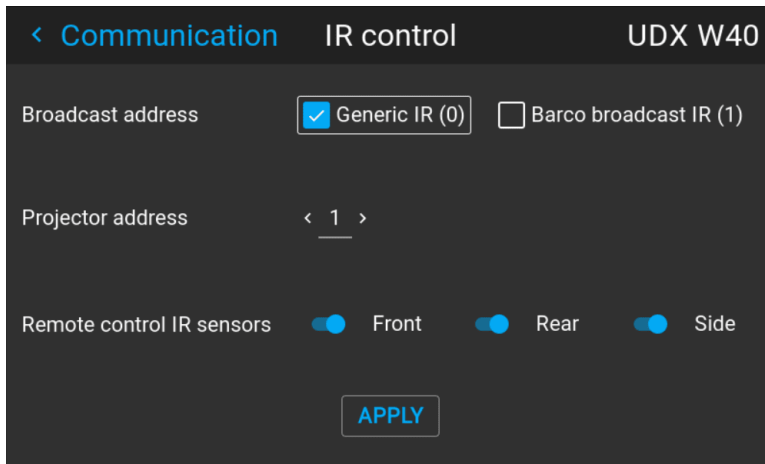 Communication IR control UDX W40
Broadcast address Generic IR (0) Barco broadcast IR (1)
Projector address < 1 >
Remote control IR sensors Front Rear Side
APPLY